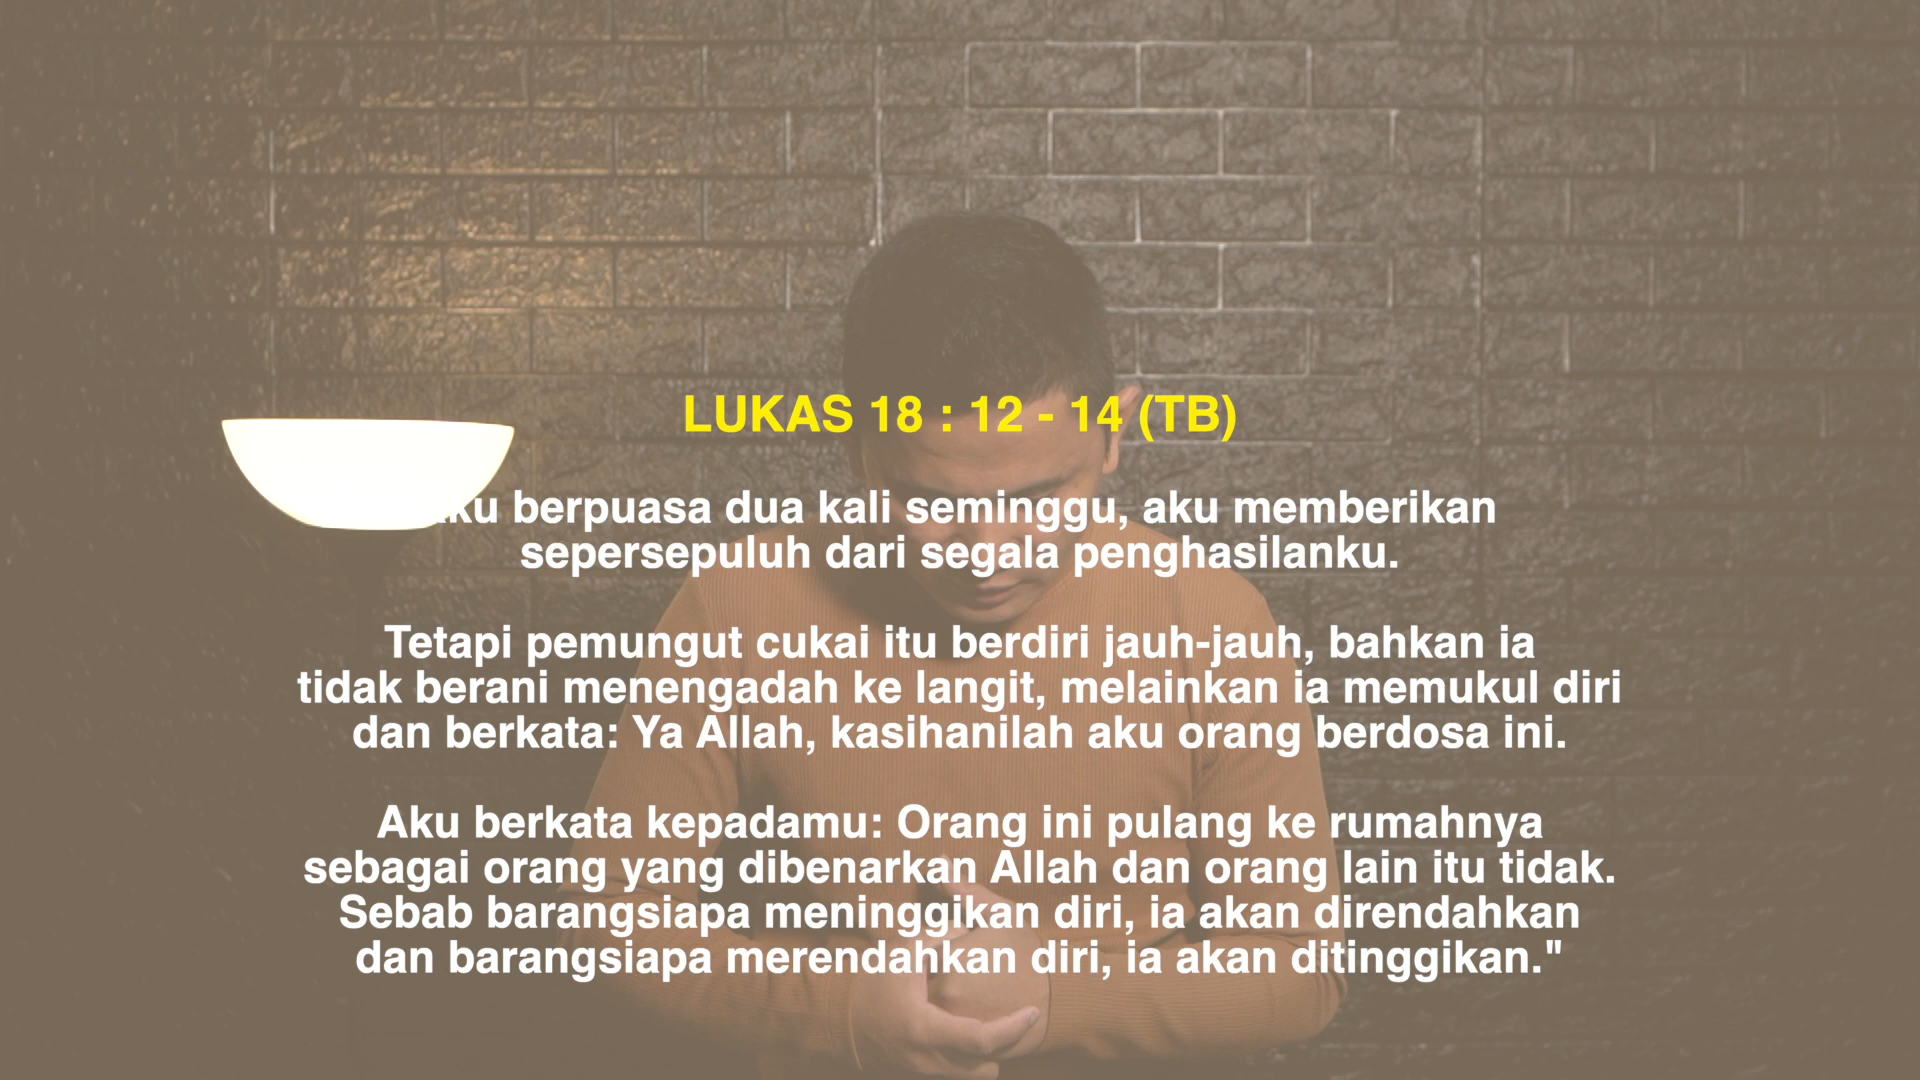 LUKAS 18 : 12 - 14 (TB)
berpuasa dua kali seminggu, aku memberikan
sepersepuluh dari segala penghasilanku.
Tetapi pemungut cukai itu berdiri jauh-jauh, bahkan ia
tidak berani menengadah ke langit, melainkan ia memukul diri
dan berkata: Ya Allah, kasihanilah aku orang berdosa ini.
Aku berkata kepadamu: Orang ini pulang ke rumahnya
sebagai orang yang dibenarkan Allah dan orang lain itu tidak.
Sebab barangsiapa meninggikan diri, ia akan direndahkan
dan barangsiapa merendahkan diri, ia akan ditinggikan."